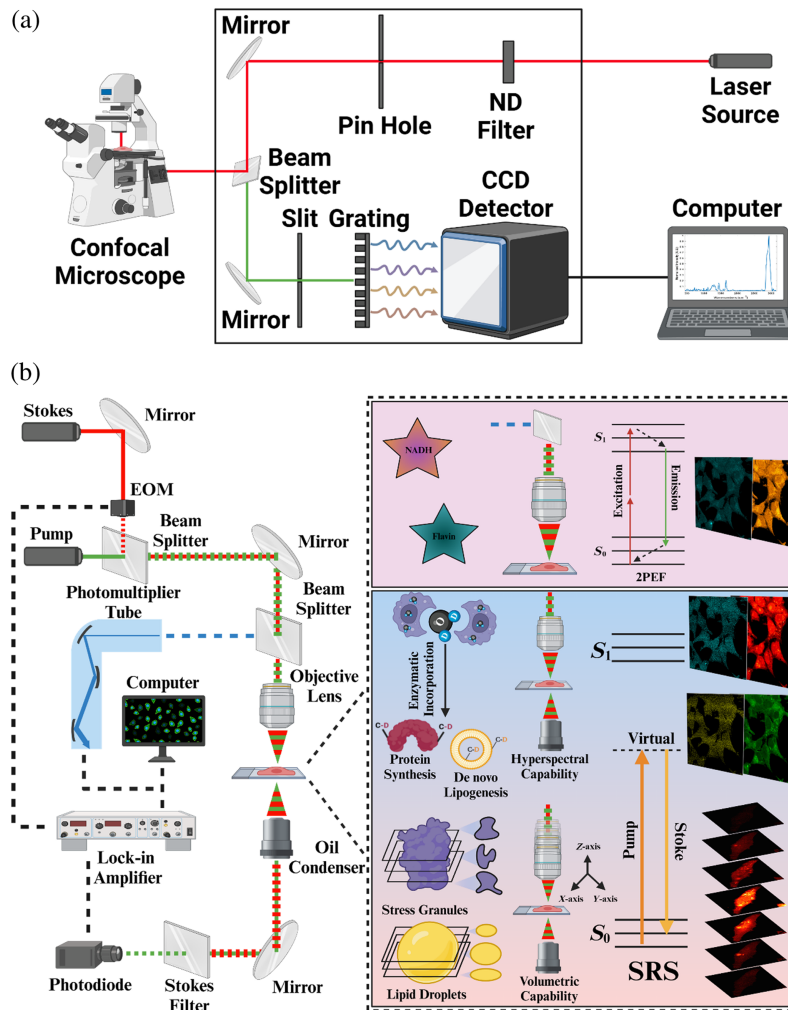 (a)
Mirror
Pin Hole
ND
Filter
Laser
Source
Beam
Splitter
Slit
Grating
CCD
Detector
Computer
Confocal
Microscope
Mirror
(b)
Stokes
Mirror
EOM
Pump
Beam
Splitter
Mirror
Photomultiplier
Tube
Beam
Splitter
Computer
Objective
Lens
Lock-in
Amplifier
Oil
Condenser
Photodiode
Stokes
Filter
Mirror
NADH
Flavin
S1
Excitation
Emission
S0
2PEF
O
D
D
Enzymatic
Incorporation
C-D
C-D
Protein
Synthesis
C-D
C-D
De novo
Lipogenesis
Hyperspectral
Capability
S1
Virtual
Pump
Stoke
S0
SRS
Stress Granules
Lipid Droplets
Z-axis
X-axis
Y-axis
Volumetric
Capability